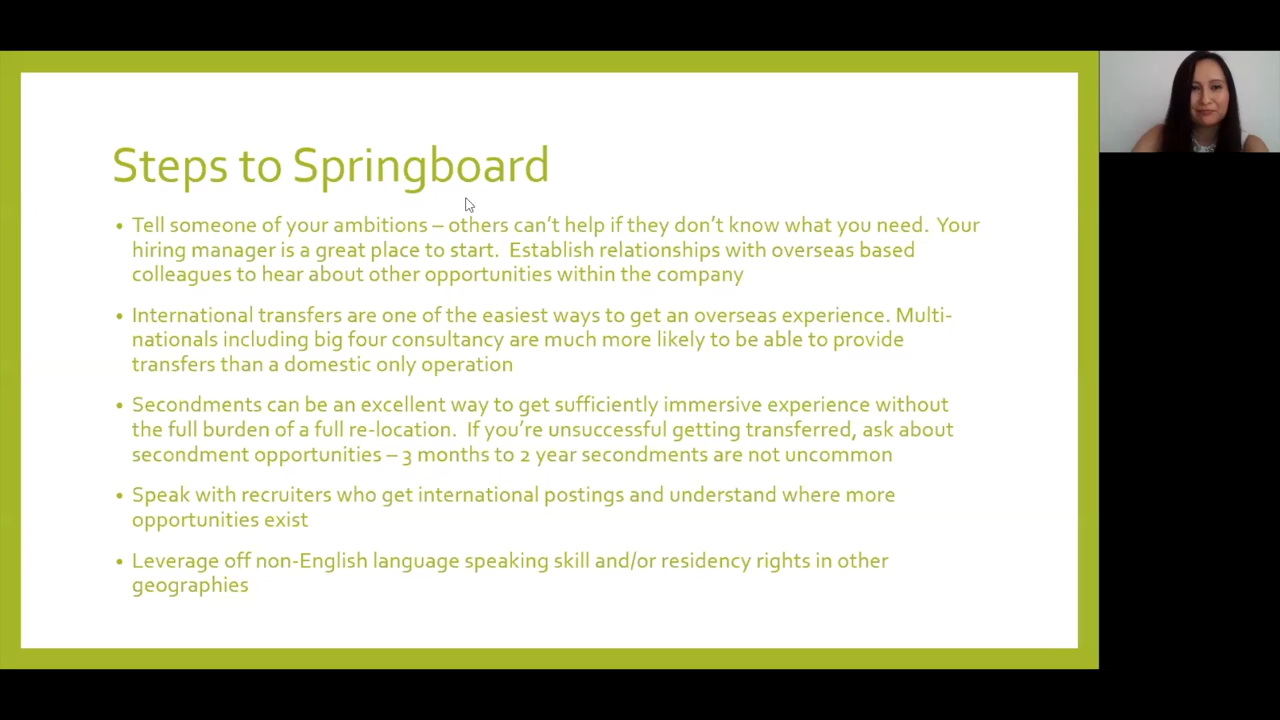 Steps to Springboard
• Tell someone of your ambitions – others can't help if they don't know what you need.  Your
hiring manager is a great place to start.  Establish relationships with overseas based
colleagues to hear about other opportunities within the company
• International transfers are one of the easiest ways to get an overseas experience. Multi-
nationals including big four consultancy are much more likely to be able to provide
transfers than a domestic only operation
• Secondments can be an excellent way to get sufficiently immersive experience without
the full burden of a full re-location.  If you're unsuccessful getting transferred, ask about
secondment opportunities – 3 months to 2 year secondments are not uncommon
• Speak with recruiters who get international postings and understand where more
opportunities exist
• Leverage off non-English language speaking skill and/or residency rights in other
geographies